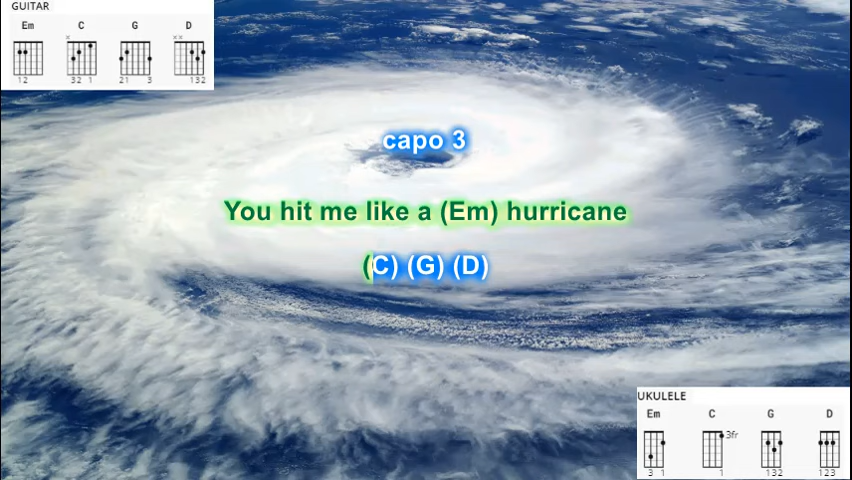 GUITAR
Em C G D
x xx
12 32 1 21 3 132
capo 3
You hit me like a (Em) hurricane
(C) (G) (D)
UKULELE
Em C G D
3fr
3 1 1 132 123